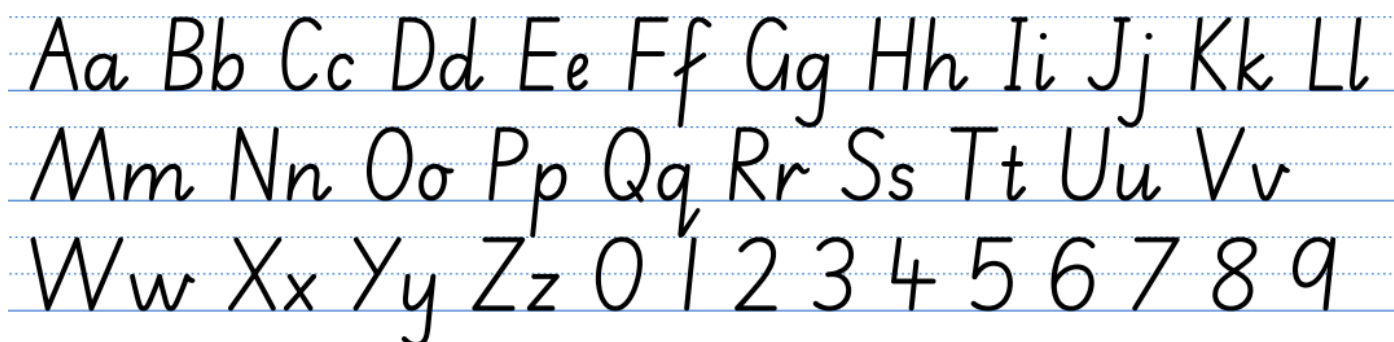 Aa Bb Cc Dd Ee Ff Gg Hh Ii Jj Kk Ll
Mm Nn Oo Pp Qq Rr Ss Tt Uu Vv
Ww Xx Yy Zz 0 1 2 3 4 5 6 7 8 9